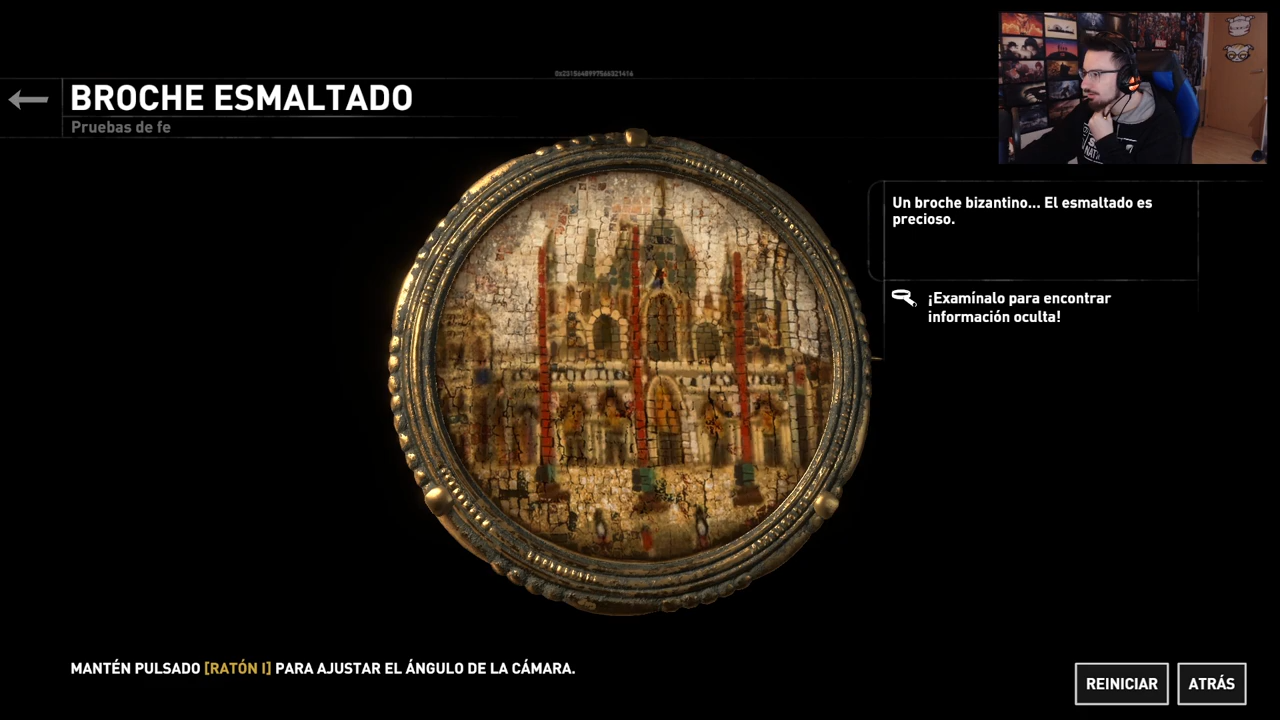 0x2315648997566321416
BROCHE ESMALTADO
Pruebas de fe
Un broche bizantino... El esmaltado es
precioso.
¡Examínalo para encontrar
información oculta!
MANTÉN PULSADO [RATÓN I] PARA AJUSTAR EL ÁNGULO DE LA CÁMARA.
REINICIAR
ATRÁS